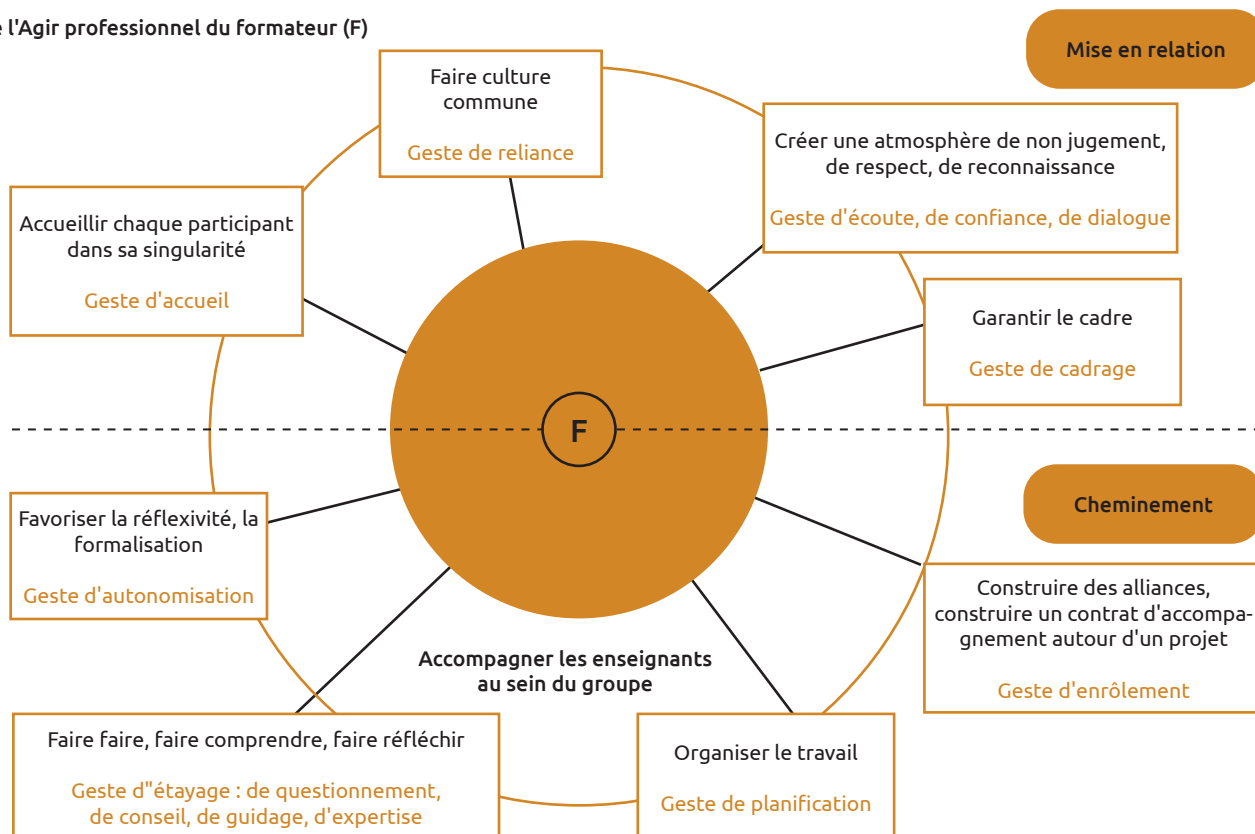 l'Agir professionnel du formateur (F)
Mise en relation
Faire culture
commune
Geste de reliance
Créer une atmosphère de non jugement,
de respect, de reconnaissance
Geste d'écoute, de confiance, de dialogue
Accueillir chaque participant
dans sa singularité
Geste d'accueil
Garantir le cadre
Geste de cadrage
F
Cheminement
Favoriser la réflexivité, la
formalisation
Geste d'autonomisation
Construire des alliances,
construire un contrat d'accompa-
gnement autour d'un projet
Geste d'enrôlement
Accompagner les enseignants
au sein du groupe
Faire faire, faire comprendre, faire réfléchir
Geste d"étayage : de questionnement,
de conseil, de guidage, d'expertise
Organiser le travail
Geste de planification